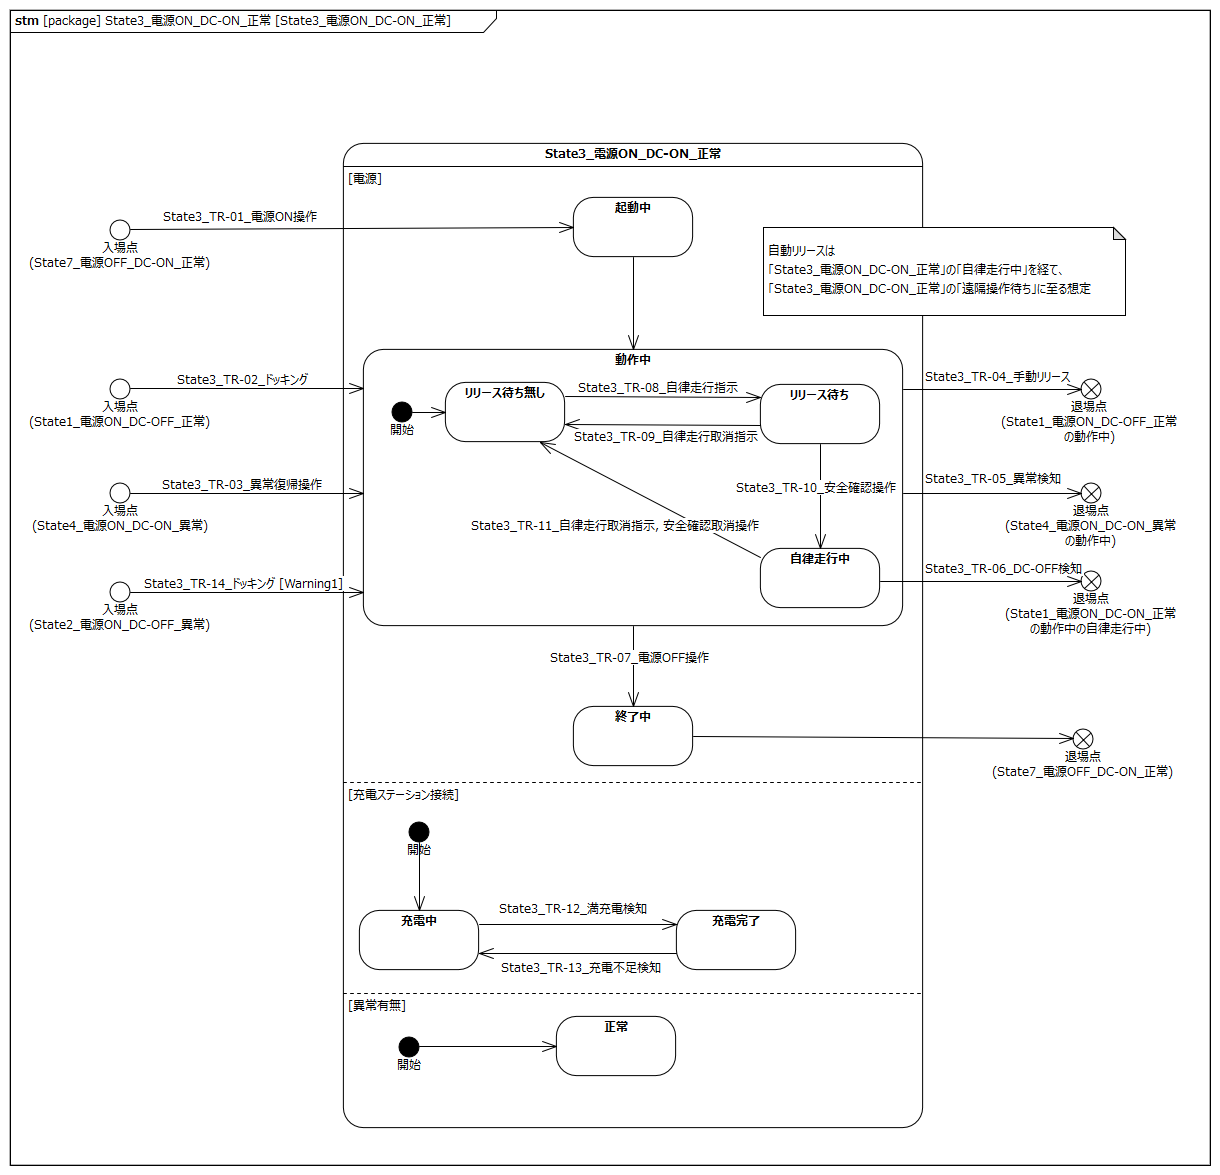 stm [package] State3_電源ON_DC-ON_正常 [State3_電源ON_DC-ON_正常]
State3_電源ON_DC-ON_正常
[電源]
起動中
State3_TR-01_電源ON操作
入場点
(State7_電源OFF_DC-ON_正常)
自動リリースは
「State3_電源ON_DC-ON_正常」の「自律走行中」を経て、
「State3_電源ON_DC-ON_正常」の「遠隔操作待ち」に至る想定
動作中
State3_TR-02_ドッキング
入場点
(State1_電源ON_DC-OFF_正常)
リリース待ち無し
State3_TR-08_自律走行指示
リリース待ち
開始
State3_TR-09_自律走行取消指示
State3_TR-04_手動リリース
退場点
(State1_電源ON_DC-OFF_正常
の動作中)
State3_TR-03_異常復帰操作
入場点
(State4_電源ON_DC-ON_異常)
State3_TR-10_安全確認操作
State3_TR-05_異常検知
退場点
(State4_電源ON_DC-ON_異常
の動作中)
State3_TR-11_自律走行取消指示, 安全確認取消操作
自律走行中
State3_TR-14_ドッキング [Warning1]
入場点
(State2_電源ON_DC-OFF_異常)
State3_TR-06_DC-OFF検知
退場点
(State1_電源ON_DC-ON_正常
の動作中の自律走行中)
State3_TR-07_電源OFF操作
終了中
退場点
(State7_電源OFF_DC-ON_正常)
[充電ステーション接続]
開始
充電中
State3_TR-12_満充電検知
充電完了
State3_TR-13_充電不足検知
[異常有無]
開始
正常